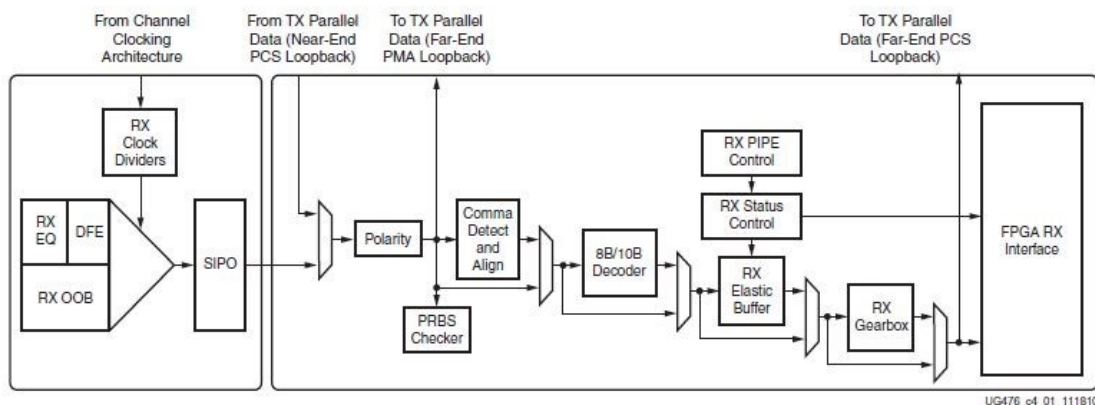 From Channel
Clocking
Architecture
From TX Parallel
Data (Near-End
PCS Loopback)
To TX Parallel
Data (Far-End
PMA Loopback)
To TX Parallel
Data (Far-End PCS
Loopback)
RX
Clock
Dividers
RX
EQ
DFE
RX OOB
SIPO
Polarity
Comma
Detect
and
Align
PRBS
Checker
8B/10B
Decoder
RX PIPE
Control
RX Status
Control
RX
Elastic
Buffer
RX
Gearbox
FPGA RX
Interface
UG476_c4_01_111810